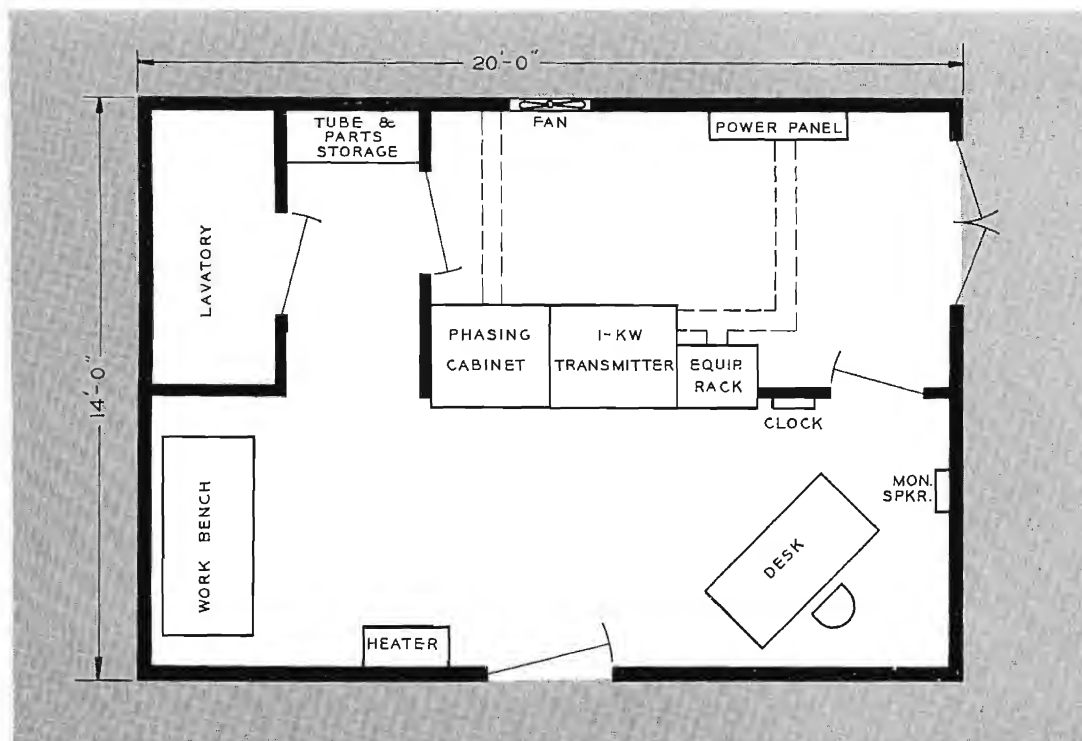 20'-0"
FAN
TUBE &
PARTS
STORAGE
POWER PANEL
LAVATORY
14'-0"
PHASING
CABINET
1-KW
TRANSMITTER
EQUIP.
RACK
CLOCK
MON.
SPKR.
WORK BENCH
DESK
HEATER